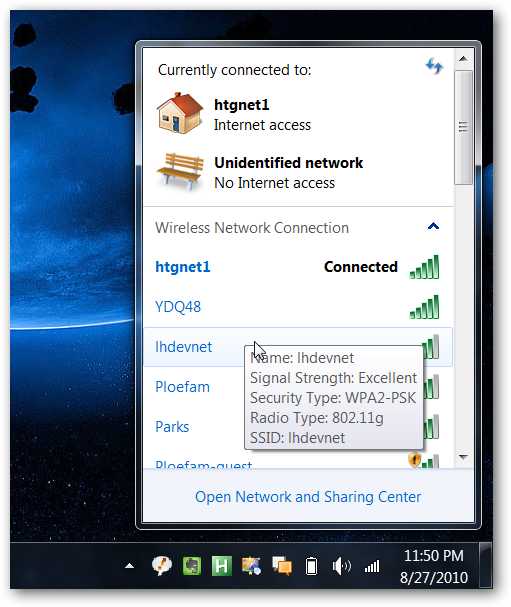 Currently connected to:
htgnet1
Internet access
Unidentified network
No Internet access
Wireless Network Connection
htgnet1 Connected
YDQ48
lhdevnet
Name: lhdevnet
Signal Strength: Excellent
Security Type: WPA2-PSK
Radio Type: 802.11g
SSID: lhdevnet
Ploefam
Parks
Ploefam-guest
Open Network and Sharing Center
H
11:50 PM
8/27/2010